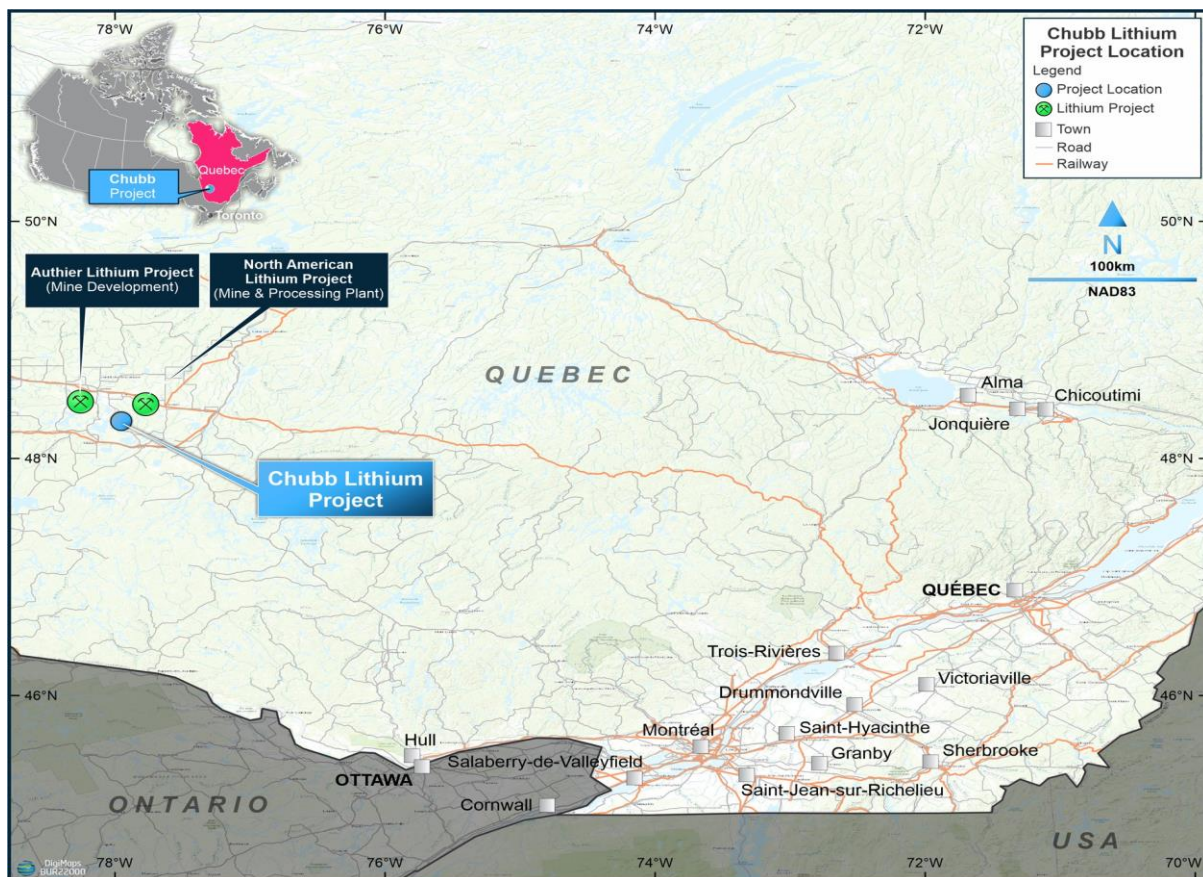 78°W
76°W
74°W
72°W
70°W
Chubb Lithium
Project Location
Legend
Project Location
Lithium Project
Town
Road
Railway
Quebec
Chubb
Project
Toronto
50°N
50°N
N
100km
NAD83
Authier Lithium Project
(Mine Development)
North American
Lithium Project
(Mine & Processing Plant)
QUEBEC
Alma
Chicoutimi
Jonquière
48°N
48°N
Chubb Lithium
Project
QUÉBEC
Trois-Rivières
Victoriaville
46°N
46°N
Drummondville
Montréal
Saint-Hyacinthe
Hull
Granby
Sherbrooke
Salaberry-de-Valleyfield
OTTAWA
Saint-Jean-sur-Richelieu
Cornwall
ONTARIO
USA
DigiMaps
BUR22000
78°W
76°W
74°W
72°W
70°W